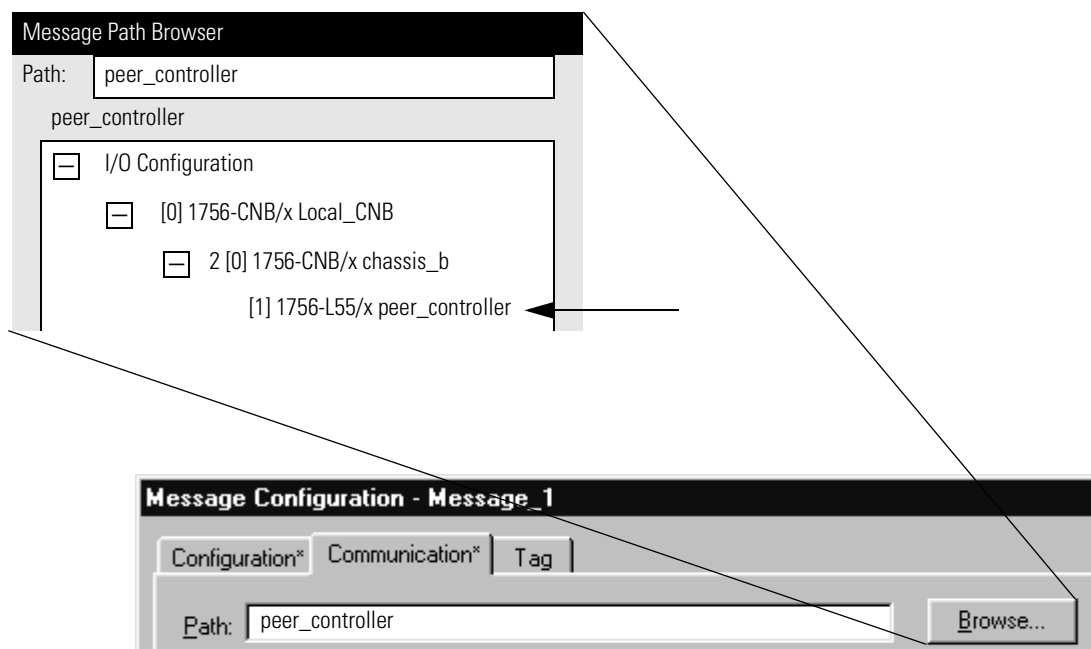 Message Path Browser
Path: peer_controller
peer_controller
I/O Configuration
[0] 1756-CNB/x Local_CNB
2 [0] 1756-CNB/x chassis_b
[1] 1756-L55/x peer_controller
Message Configuration - Message_1
Configuration* Communication* Tag
Path: peer_controller Browse...